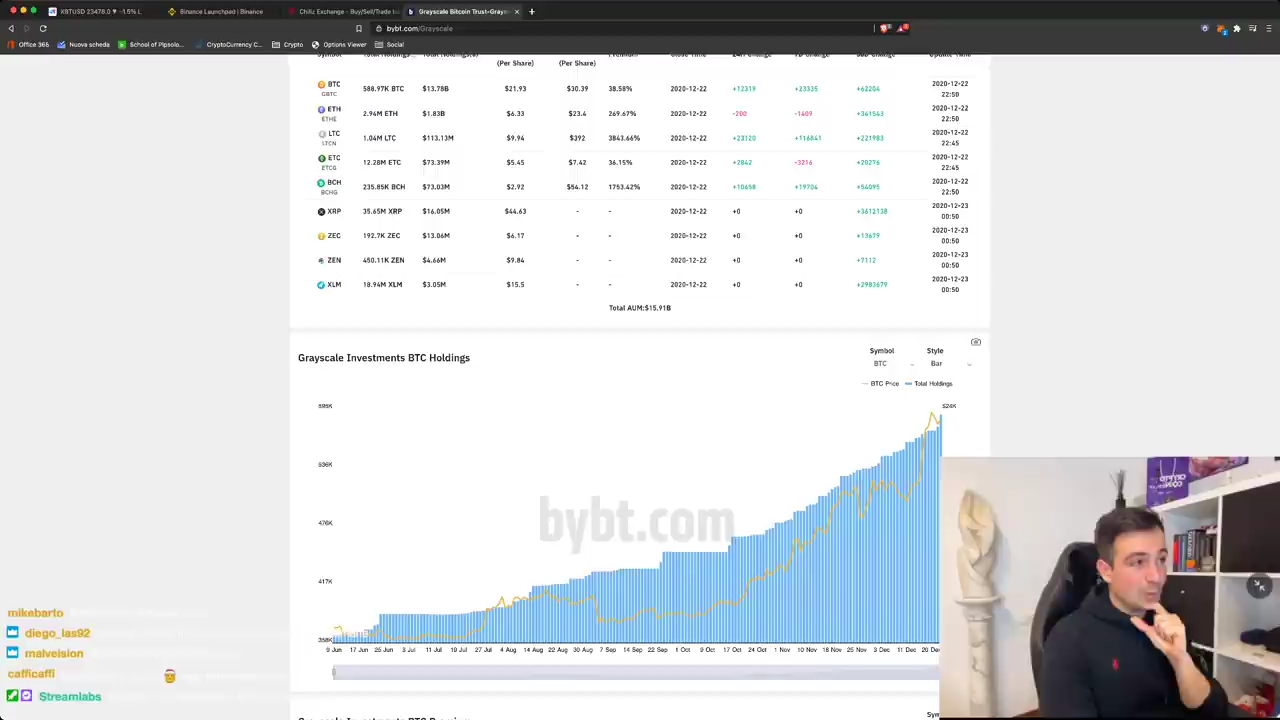 XBTUSD 23478.0 ▼ -1.5% L
Binance Launchpad | Binance
Chiliz Exchange - Buy/Sell/Trade to
Grayscale Bitcoin Trust-Graysc
bybt.com/Grayscale
Office 365
Nuova scheda
School of Plipsolo...
CryptoCurrency C...
Crypto
Options Viewer
Social
(Per Share) (Per Share)
BTC 588.97K BTC $13.78B $21.93 $30.39 38.58% 2020-12-22 +12319 +23335 +62204 2020-12-22
GBTC 22:50
ETH 2.94M ETH $1.83B $6.33 $23.4 269.67% 2020-12-22 -200 -1409 +361543 2020-12-22
ETHE 22:50
LTC 1.04M LTC $113.13M $9.94 $392 3843.66% 2020-12-22 +23120 +116841 +221983 2020-12-22
LTCN 22:45
ETC 12.28M ETC $73.39M $5.45 $7.42 36.15% 2020-12-22 +2842 -3216 +20276 2020-12-22
ETCG 22:45
BCH 235.85K BCH $73.03M $2.92 $54.12 1753.42% 2020-12-22 +10658 +19704 +54095 2020-12-22
BCHG 22:50
XRP 35.65M XRP $16.05M $44.63 - - 2020-12-22 +0 +0 +3612138 2020-12-23
00:50
ZEC 192.7K ZEC $13.06M $6.17 - - 2020-12-22 +0 +0 +13679 2020-12-23
00:50
ZEN 450.11K ZEN $4.66M $9.84 - - 2020-12-22 +0 +0 +7112 2020-12-23
00:50
XLM 18.94M XLM $3.05M $15.5 - - 2020-12-22 +0 +0 +2983679 2020-12-23
00:50
Total AUM:$15.91B
Grayscale Investments BTC Holdings
Symbol Style
BTC Bar
BTC Price Total Holdings
595K $24K
536K
476K
417K
358K
bybt.com
9 Jun 17 Jun 25 Jun 3 Jul 11 Jul 19 Jul 27 Jul 4 Aug 14 Aug 22 Aug 30 Aug 7 Sep 14 Sep 22 Sep 1 Oct 9 Oct 17 Oct 24 Oct 1 Nov 10 Nov 18 Nov 25 Nov 3 Dec 11 Dec 20 Dec
mikebarto
diego_las92
malveision
cafficaffi
Streamlabs